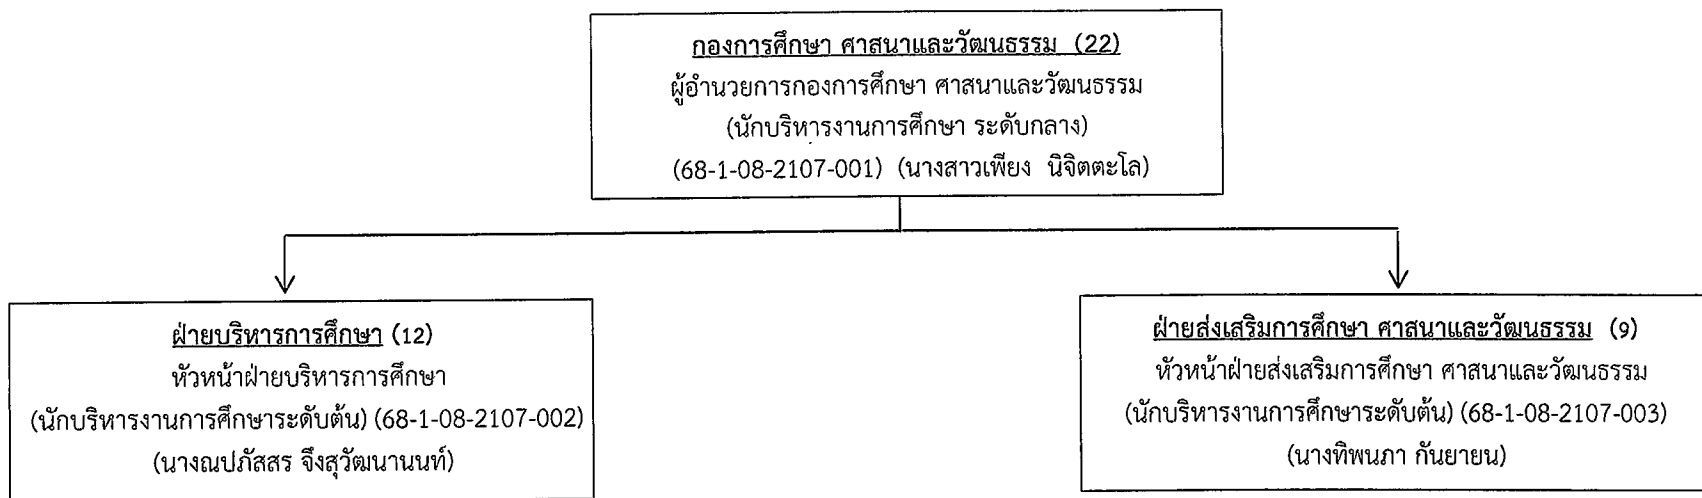 กองการศึกษา ศาสนาและวัฒนธรรม (22)
ผู้อำนวยการกองการศึกษา ศาสนาและวัฒนธรรม
(นักบริหารงานการศึกษา ระดับกลาง)
(68-1-08-2107-001) (นางสาวเพียง นิจิตตะโล)
ฝ่ายบริหารการศึกษา (12)
หัวหน้าฝ่ายบริหารการศึกษา
(นักบริหารงานการศึกษาระดับต้น) (68-1-08-2107-002)
(นางณปภัสสร จึงสุวัฒนานนท์)
ฝ่ายส่งเสริมการศึกษา ศาสนาและวัฒนธรรม (9)
หัวหน้าฝ่ายส่งเสริมการศึกษา ศาสนาและวัฒนธรรม
(นักบริหารงานการศึกษาระดับต้น) (68-1-08-2107-003)
(นางทิพนภา กันยายน)